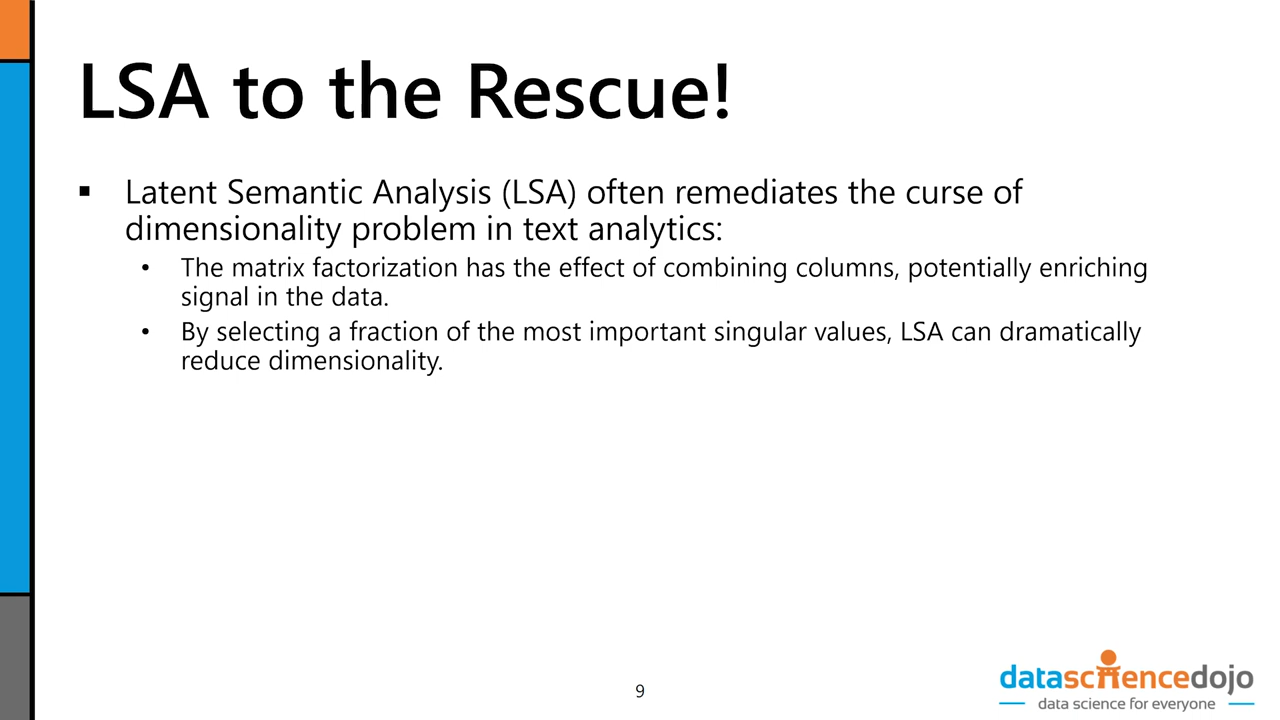 LSA to the Rescue!
▪ Latent Semantic Analysis (LSA) often remediates the curse of
dimensionality problem in text analytics:
• The matrix factorization has the effect of combining columns, potentially enriching
signal in the data.
• By selecting a fraction of the most important singular values, LSA can dramatically
reduce dimensionality.
9
datasciencedojo
data science for everyone